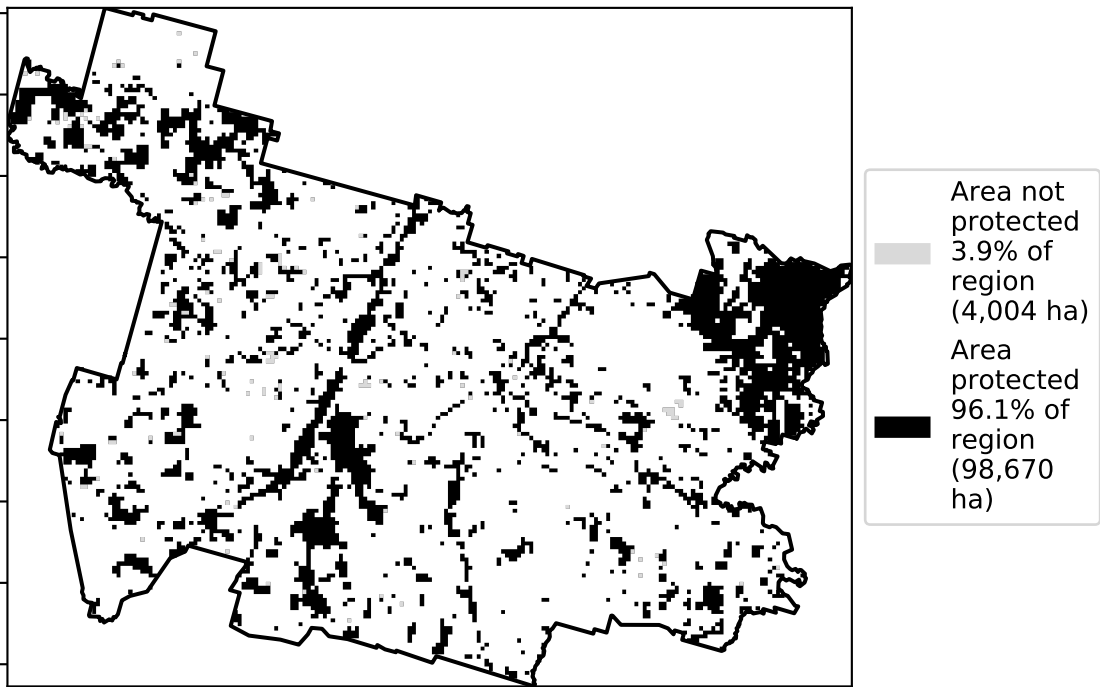 Area not
protected
3.9% of
region
(4,004 ha)
Area
protected
96.1% of
region
(98,670
ha)